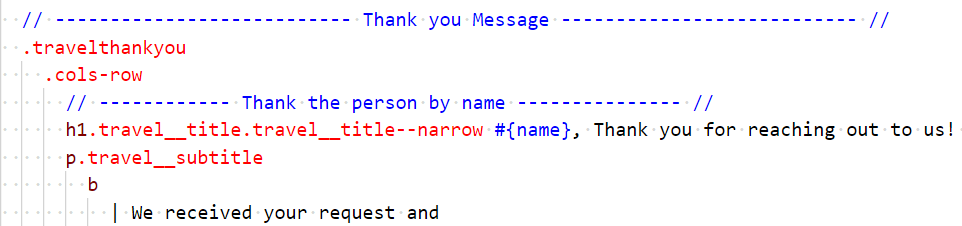 // --------------------------- Thank you Message --------------------------- //
.travelthankyou
.cols-row
// ------------ Thank the person by name --------------- //
h1.travel__title.travel__title--narrow #{name}, Thank you for reaching out to us!
p.travel__subtitle
b
| We received your request and